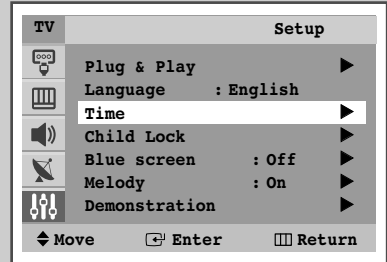 TV Setup
Plug & Play
Language : English
Time
Child Lock
Blue screen : Off
Melody : On
Demonstration
Move Enter Return